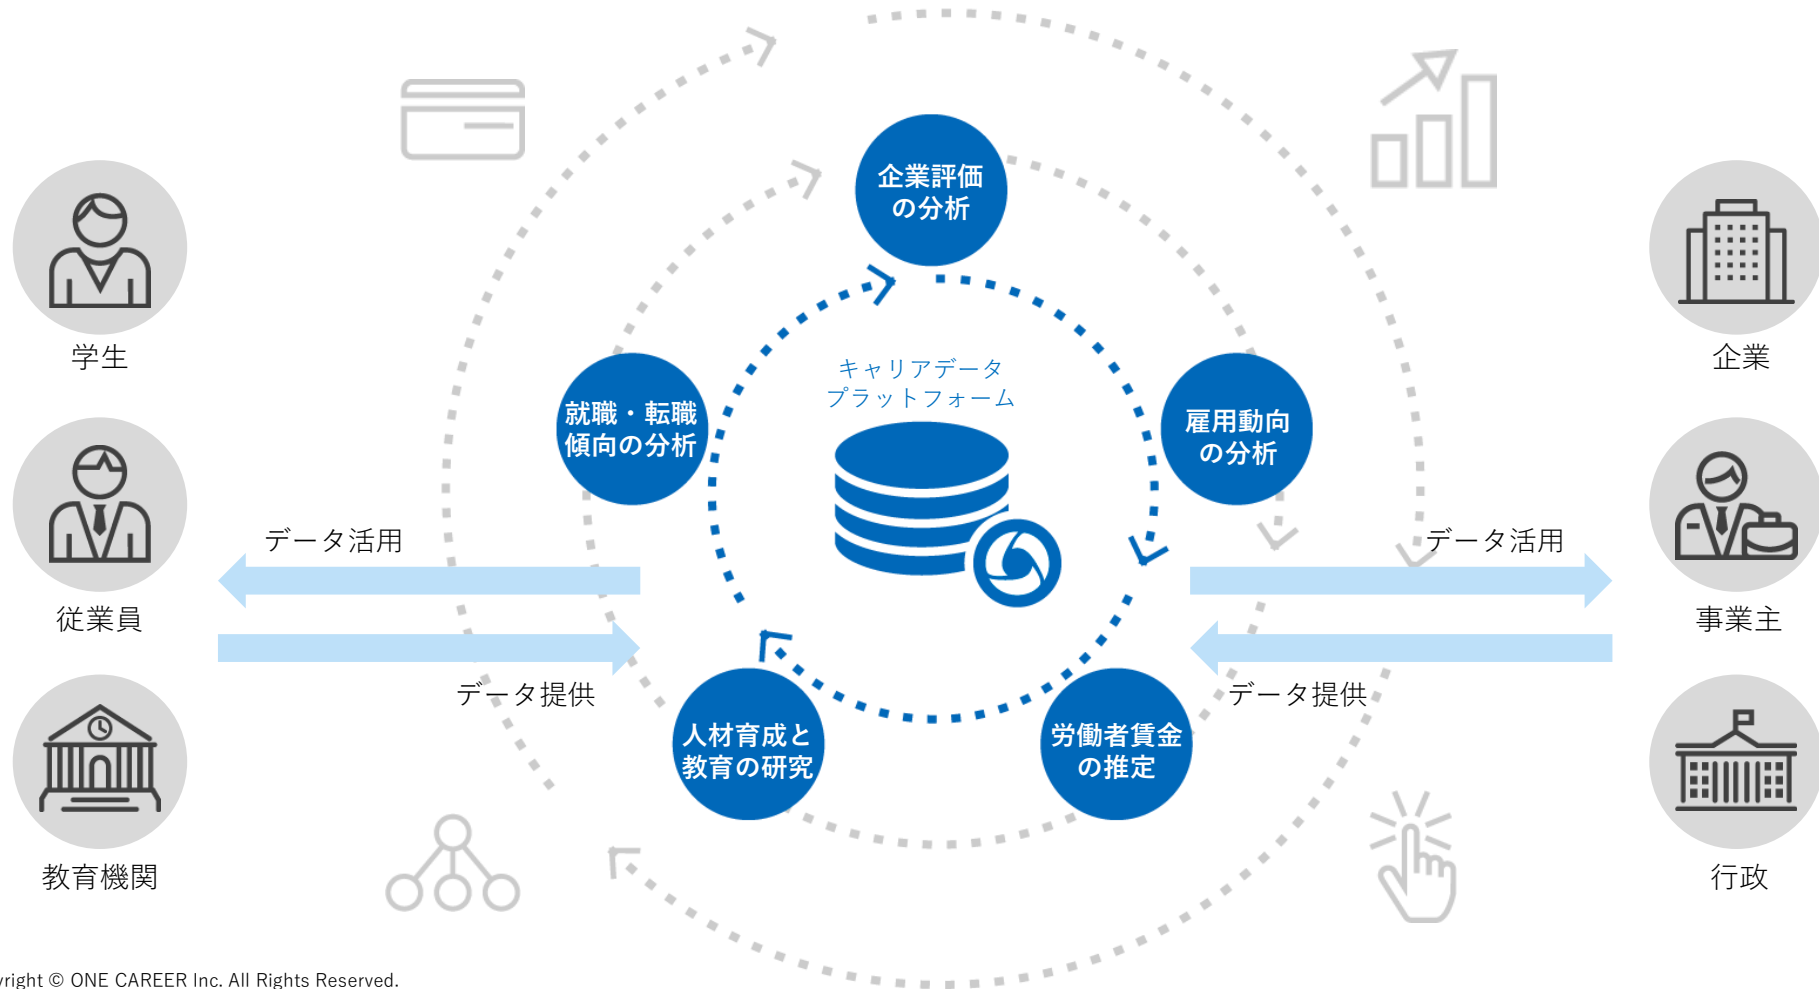 企業評価
の分析
学生
企業
キャリアデータ
プラットフォーム
就職・転職
傾向の分析
雇用動向
の分析
データ活用
データ活用
従業員
事業主
データ提供
データ提供
人材育成と
教育の研究
労働者賃金
の推定
教育機関
行政
yright © ONE CAREER Inc. All Rights Reserved.